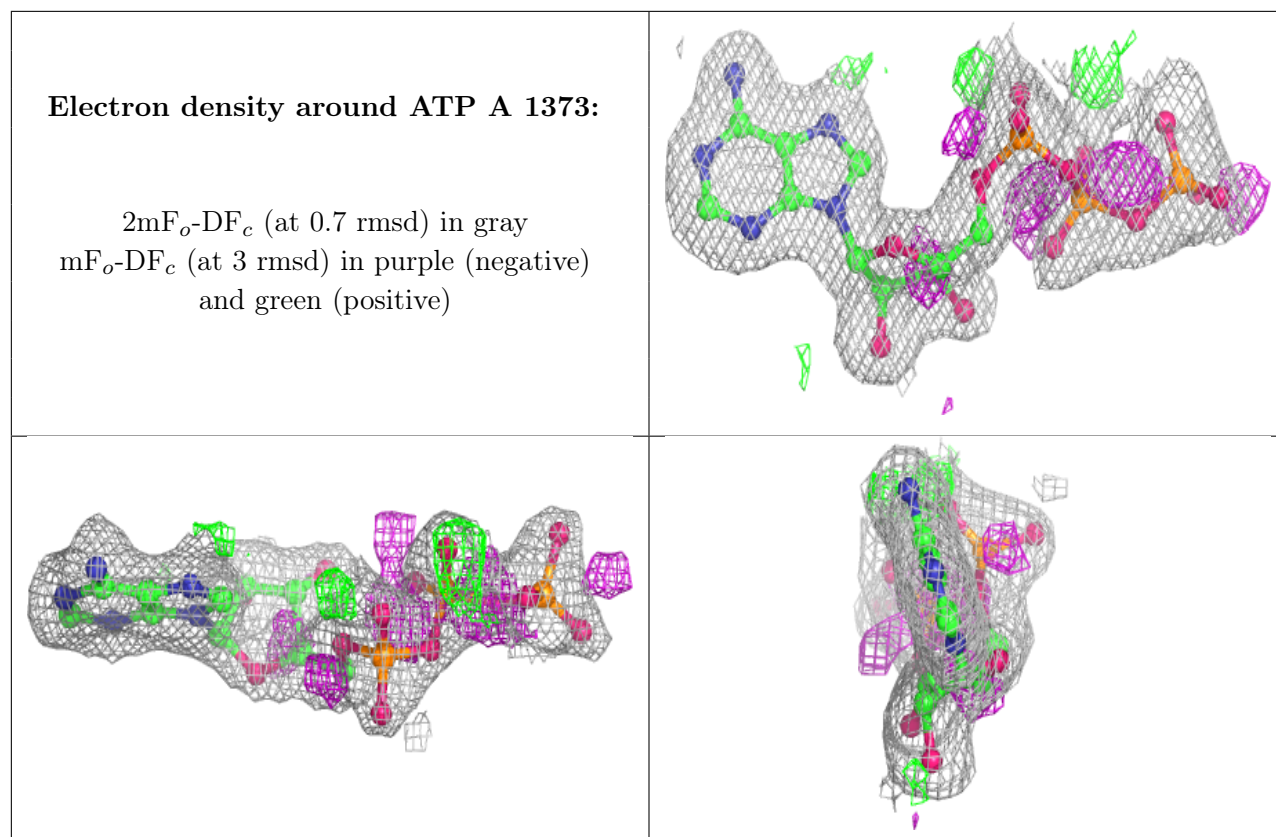 Electron density around ATP A 1373:
2mFₒ-DF𝒸 (at 0.7 rmsd) in gray
mFₒ-DF𝒸 (at 3 rmsd) in purple (negative)
and green (positive)